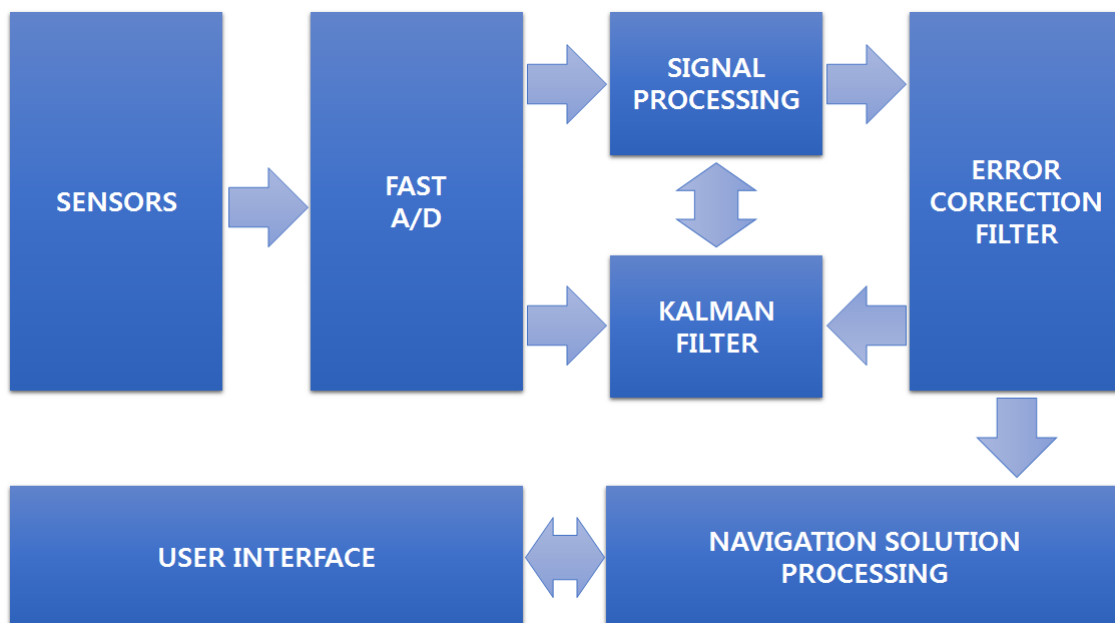 SENSORS
FAST
A/D
SIGNAL
PROCESSING
KALMAN
FILTER
ERROR
CORRECTION
FILTER
USER INTERFACE
NAVIGATION SOLUTION
PROCESSING